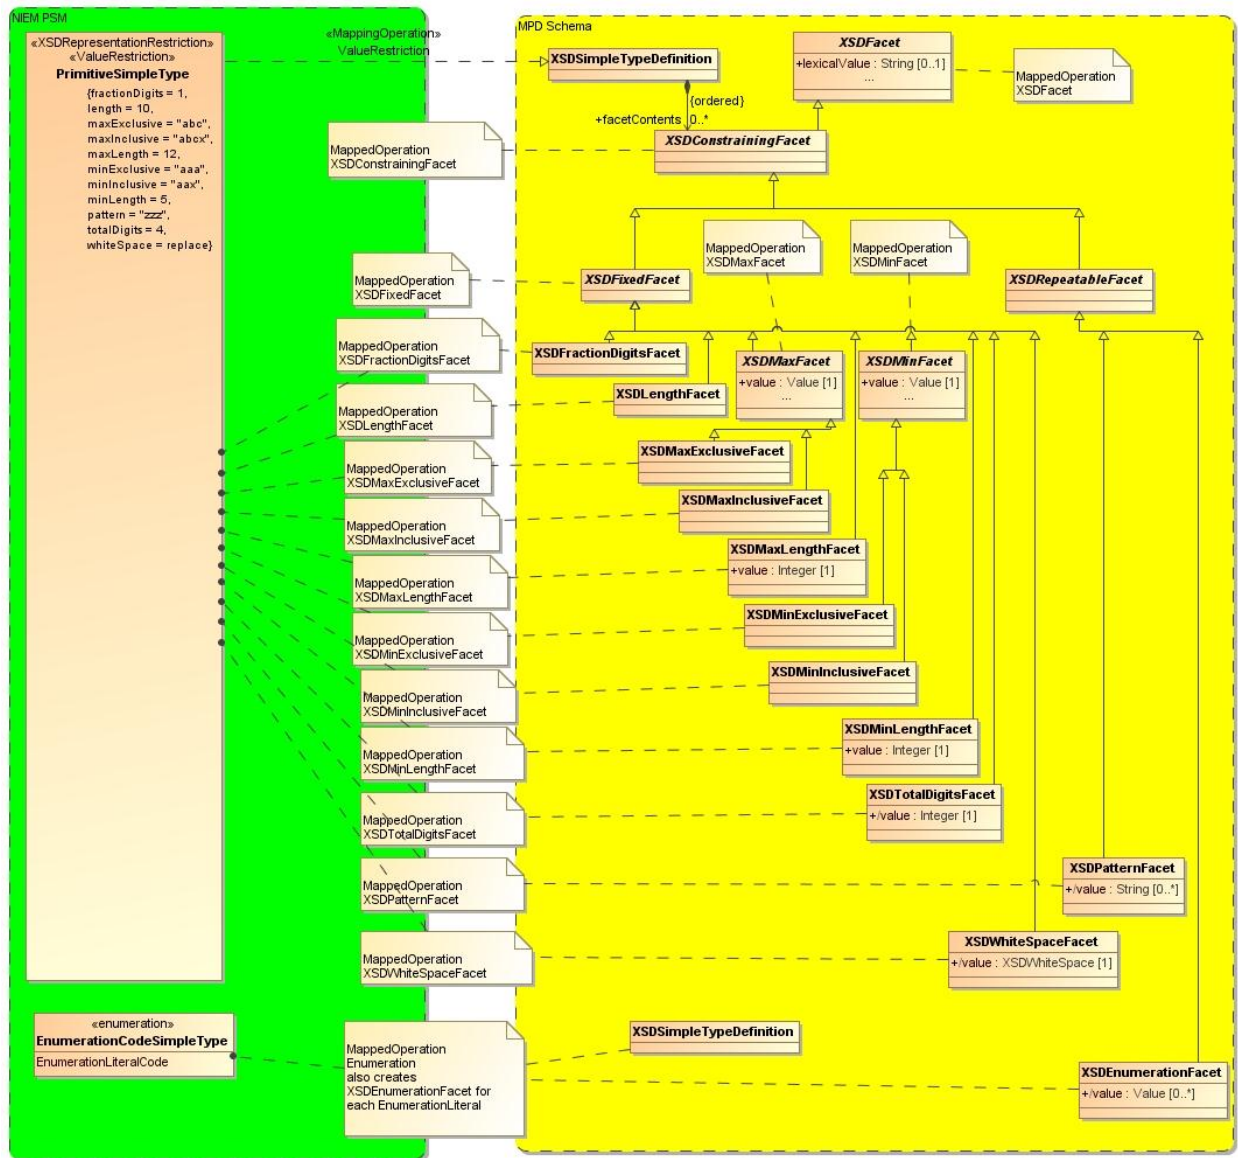 NIEM PSM
«XSDRepresentationRestriction»
«ValueRestriction»
PrimitiveSimpleType
{fractionDigits = 1,
length = 10,
maxExclusive = "abc",
maxInclusive = "abcx",
maxLength = 12,
minExclusive = "aaa",
minInclusive = "aax",
minLength = 5,
pattern = "zzz",
totalDigits = 4,
whiteSpace = replace}
«MappingOperation»
ValueRestriction
MPD Schema
XSDSimpleTypeDefinition
{ordered}
+facetContents
0..*
XSDFacet
+lexicalValue : String [0..1]
...
MappedOperation
XSDFacet
MappedOperation
XSDConstrainingFacet
XSDConstrainingFacet
MappedOperation
XSDMaxFacet
MappedOperation
XSDMinFacet
MappedOperation
XSDFixedFacet
XSDFixedFacet
XSDRepeatableFacet
MappedOperation
XSDFractionDigitsFacet
XSDFractionDigitsFacet
XSDMaxFacet
+value : Value [1]
...
XSDMinFacet
+value : Value [1]
...
MappedOperation
XSDLengthFacet
XSDLengthFacet
MappedOperation
XSDMaxExclusiveFacet
XSDMaxExclusiveFacet
MappedOperation
XSDMaxInclusiveFacet
XSDMaxInclusiveFacet
MappedOperation
XSDMaxLengthFacet
XSDMaxLengthFacet
+value : Integer [1]
MappedOperation
XSDMinExclusiveFacet
XSDMinExclusiveFacet
MappedOperation
XSDMinInclusiveFacet
XSDMinInclusiveFacet
MappedOperation
XSDMinLengthFacet
XSDMinLengthFacet
+value : Integer [1]
MappedOperation
XSDTotalDigitsFacet
XSDTotalDigitsFacet
+/value : Integer [1]
MappedOperation
XSDPatternFacet
XSDPatternFacet
+/value : String [0..*]
MappedOperation
XSDWhiteSpaceFacet
XSDWhiteSpaceFacet
+/value : XSDWhiteSpace [1]
«enumeration»
EnumerationCodeSimpleType
EnumerationLiteralCode
MappedOperation
Enumeration
also creates
XSDEnumerationFacet for
each EnumerationLiteral
XSDSimpleTypeDefinition
XSDEnumerationFacet
+/value : Value [0..*]